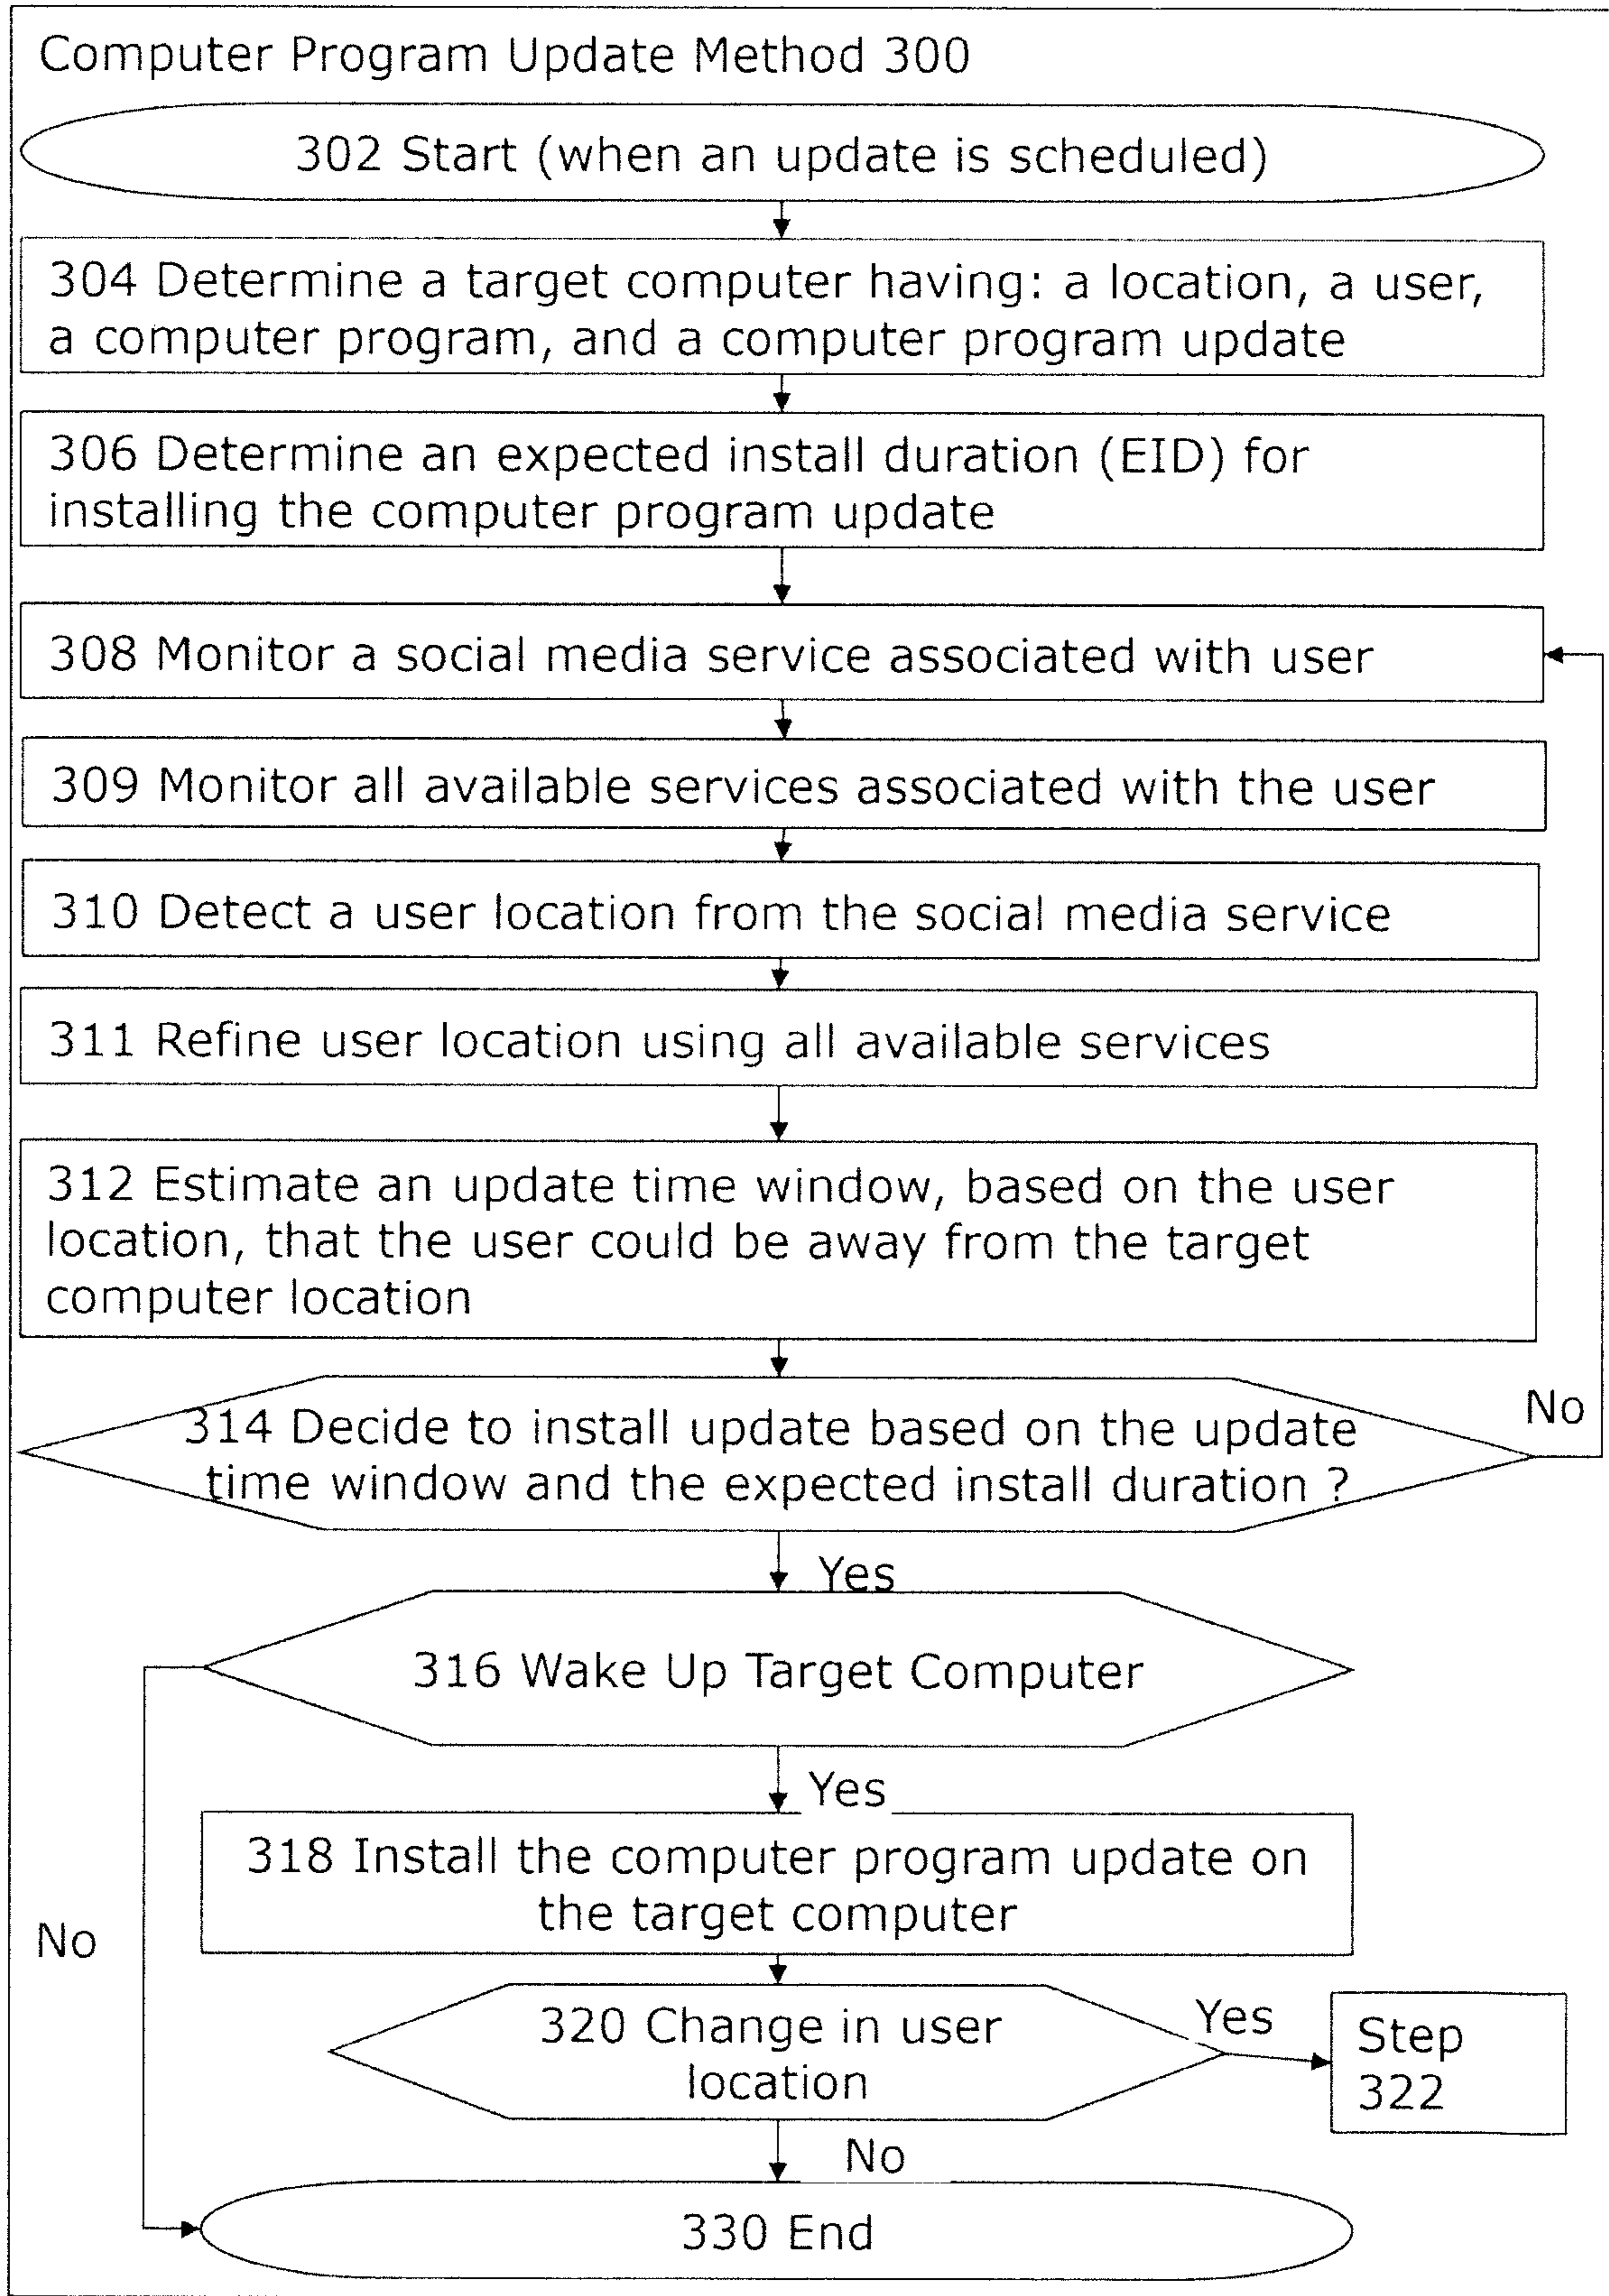 Computer Program Update Method 300
302 Start (when an update is scheduled)
304 Determine a target computer having: a location, a user,
a computer program, and a computer program update
306 Determine an expected install duration (EID) for
installing the computer program update
308 Monitor a social media service associated with user
309 Monitor all available services associated with the user
310 Detect a user location from the social media service
311 Refine user location using all available services
312 Estimate an update time window, based on the user
location, that the user could be away from the target
computer location
No
314 Decide to install update based on the update
time window and the expected install duration ?
Yes
316 Wake Up Target Computer
Yes
318 Install the computer program update on
the target computer
No
320 Change in user
location
Yes
Step
322
No
330 End